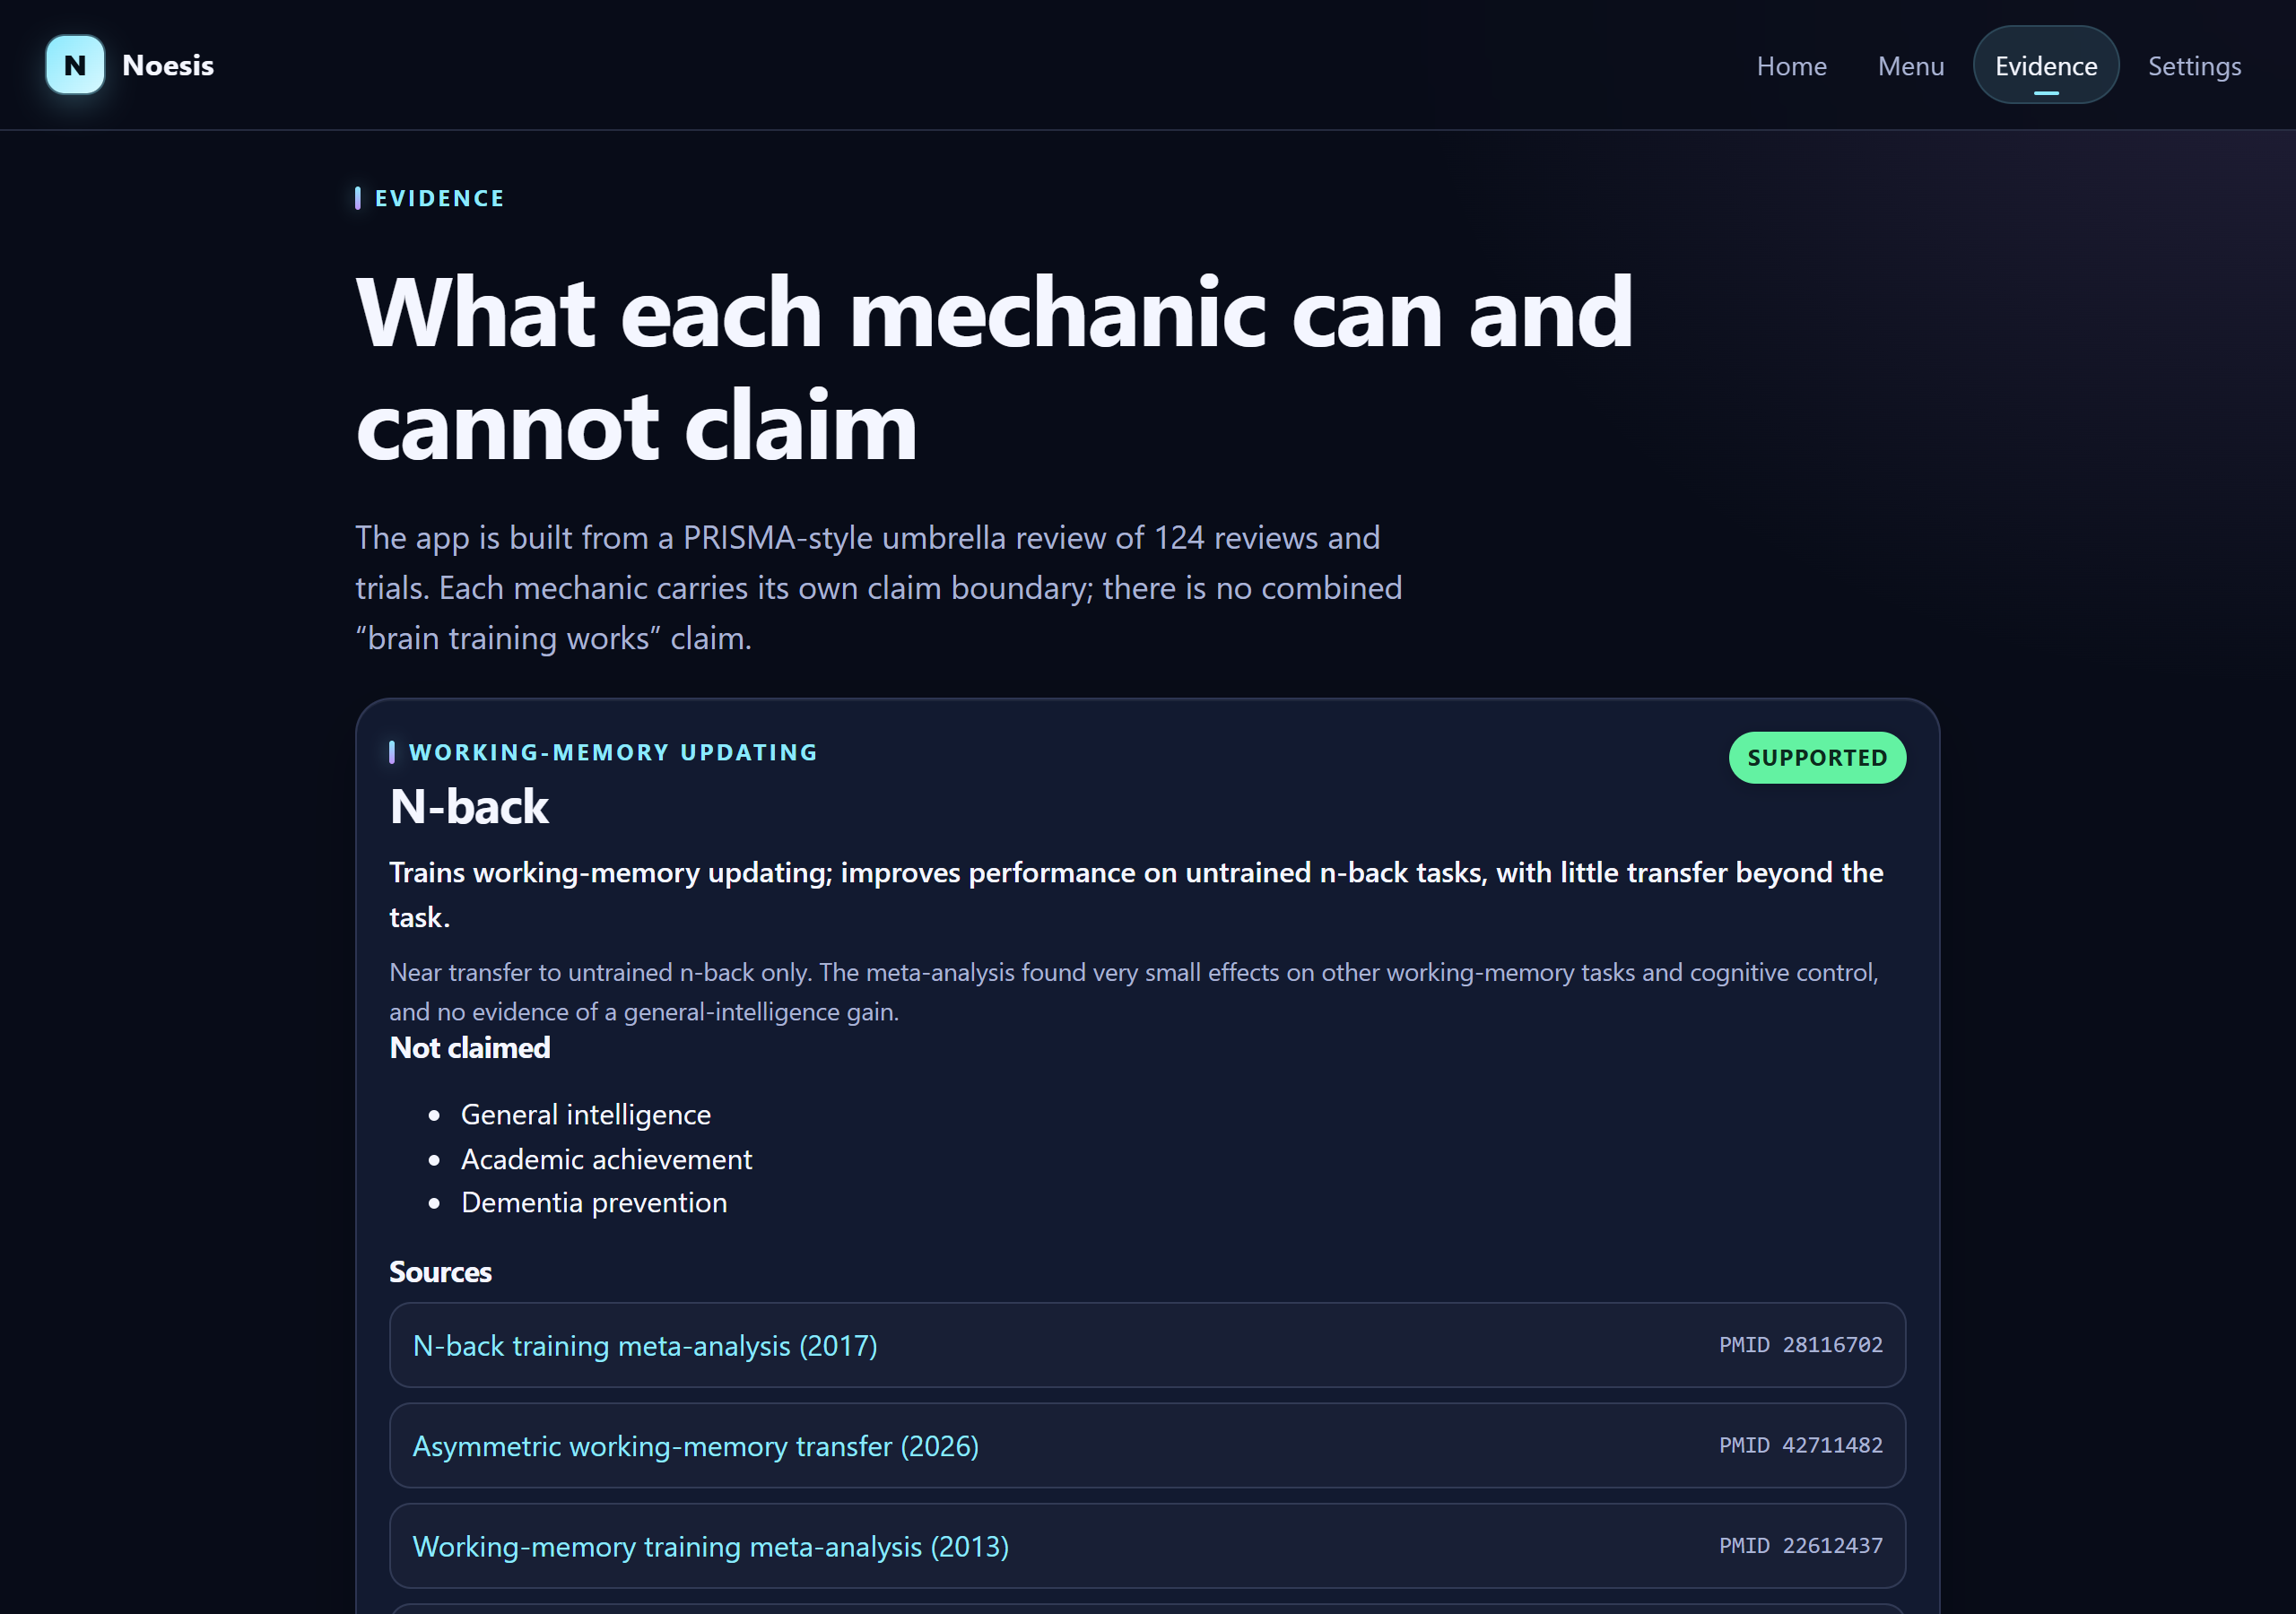 N Noesis
Home Menu Evidence Settings
EVIDENCE
What each mechanic can and
cannot claim
The app is built from a PRISMA-style umbrella review of 124 reviews and
trials. Each mechanic carries its own claim boundary; there is no combined
“brain training works” claim.
WORKING-MEMORY UPDATING
SUPPORTED
N-back
Trains working-memory updating; improves performance on untrained n-back tasks, with little transfer beyond the
task.
Near transfer to untrained n-back only. The meta-analysis found very small effects on other working-memory tasks and cognitive control,
and no evidence of a general-intelligence gain.
Not claimed
• General intelligence
• Academic achievement
• Dementia prevention
Sources
N-back training meta-analysis (2017) PMID 28116702
Asymmetric working-memory transfer (2026) PMID 42711482
Working-memory training meta-analysis (2013) PMID 22612437